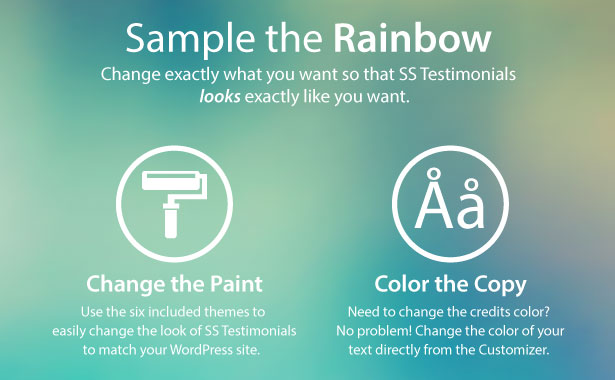 Sample the Rainbow
Change exactly what you want so that SS Testimonials
looks exactly like you want.
Åå
Change the Paint
Color the Copy
Use the six included themes to
easily change the look of SS Testimonials
to match your WordPress site.
Need to change the credits color?
No problem! Change the color of your
text directly from the Customizer.